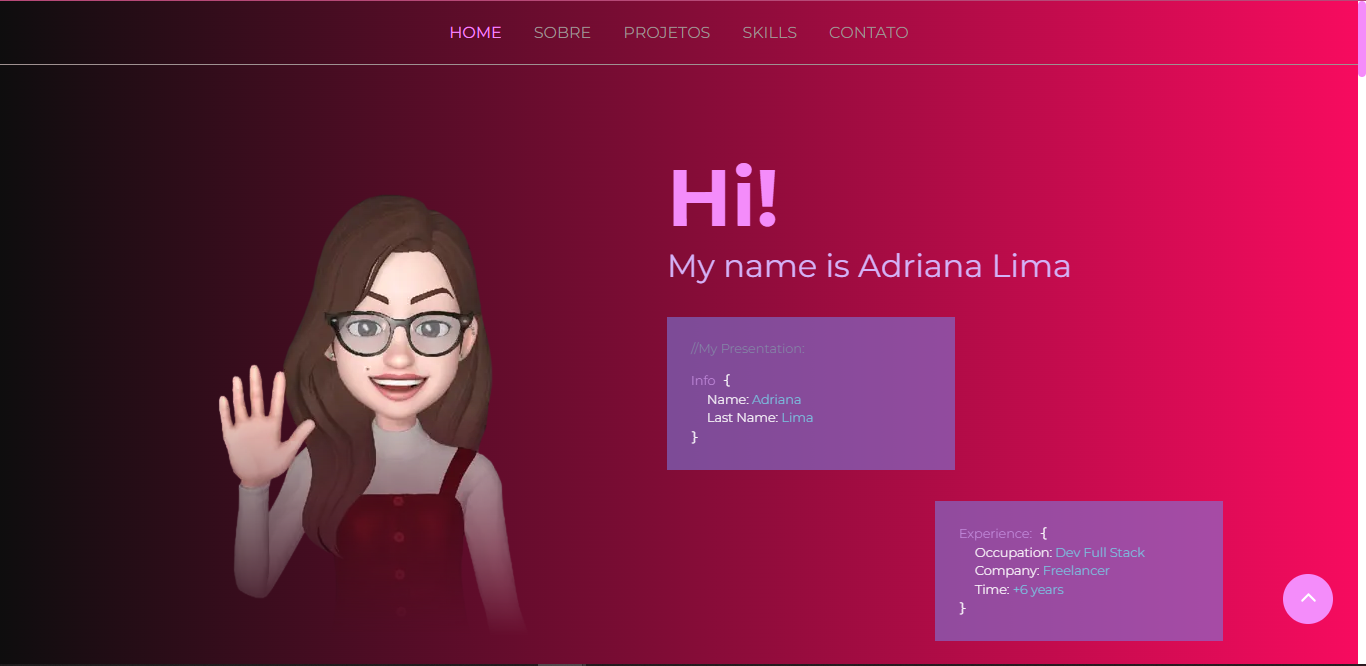 HOME SOBRE PROJETOS SKILLS CONTATO
Hi!
My name is Adriana Lima
//My Presentation:
Info {
Name: Adriana
Last Name: Lima
}
Experience: {
Occupation: Dev Full Stack
Company: Freelancer
Time: +6 years
}